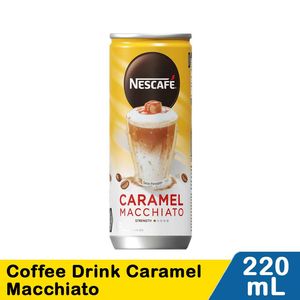 NESCAFÉ
CARAMEL
MACCHIATO
STRENGTH
Coffee Drink Caramel
Macchiato
220
mL